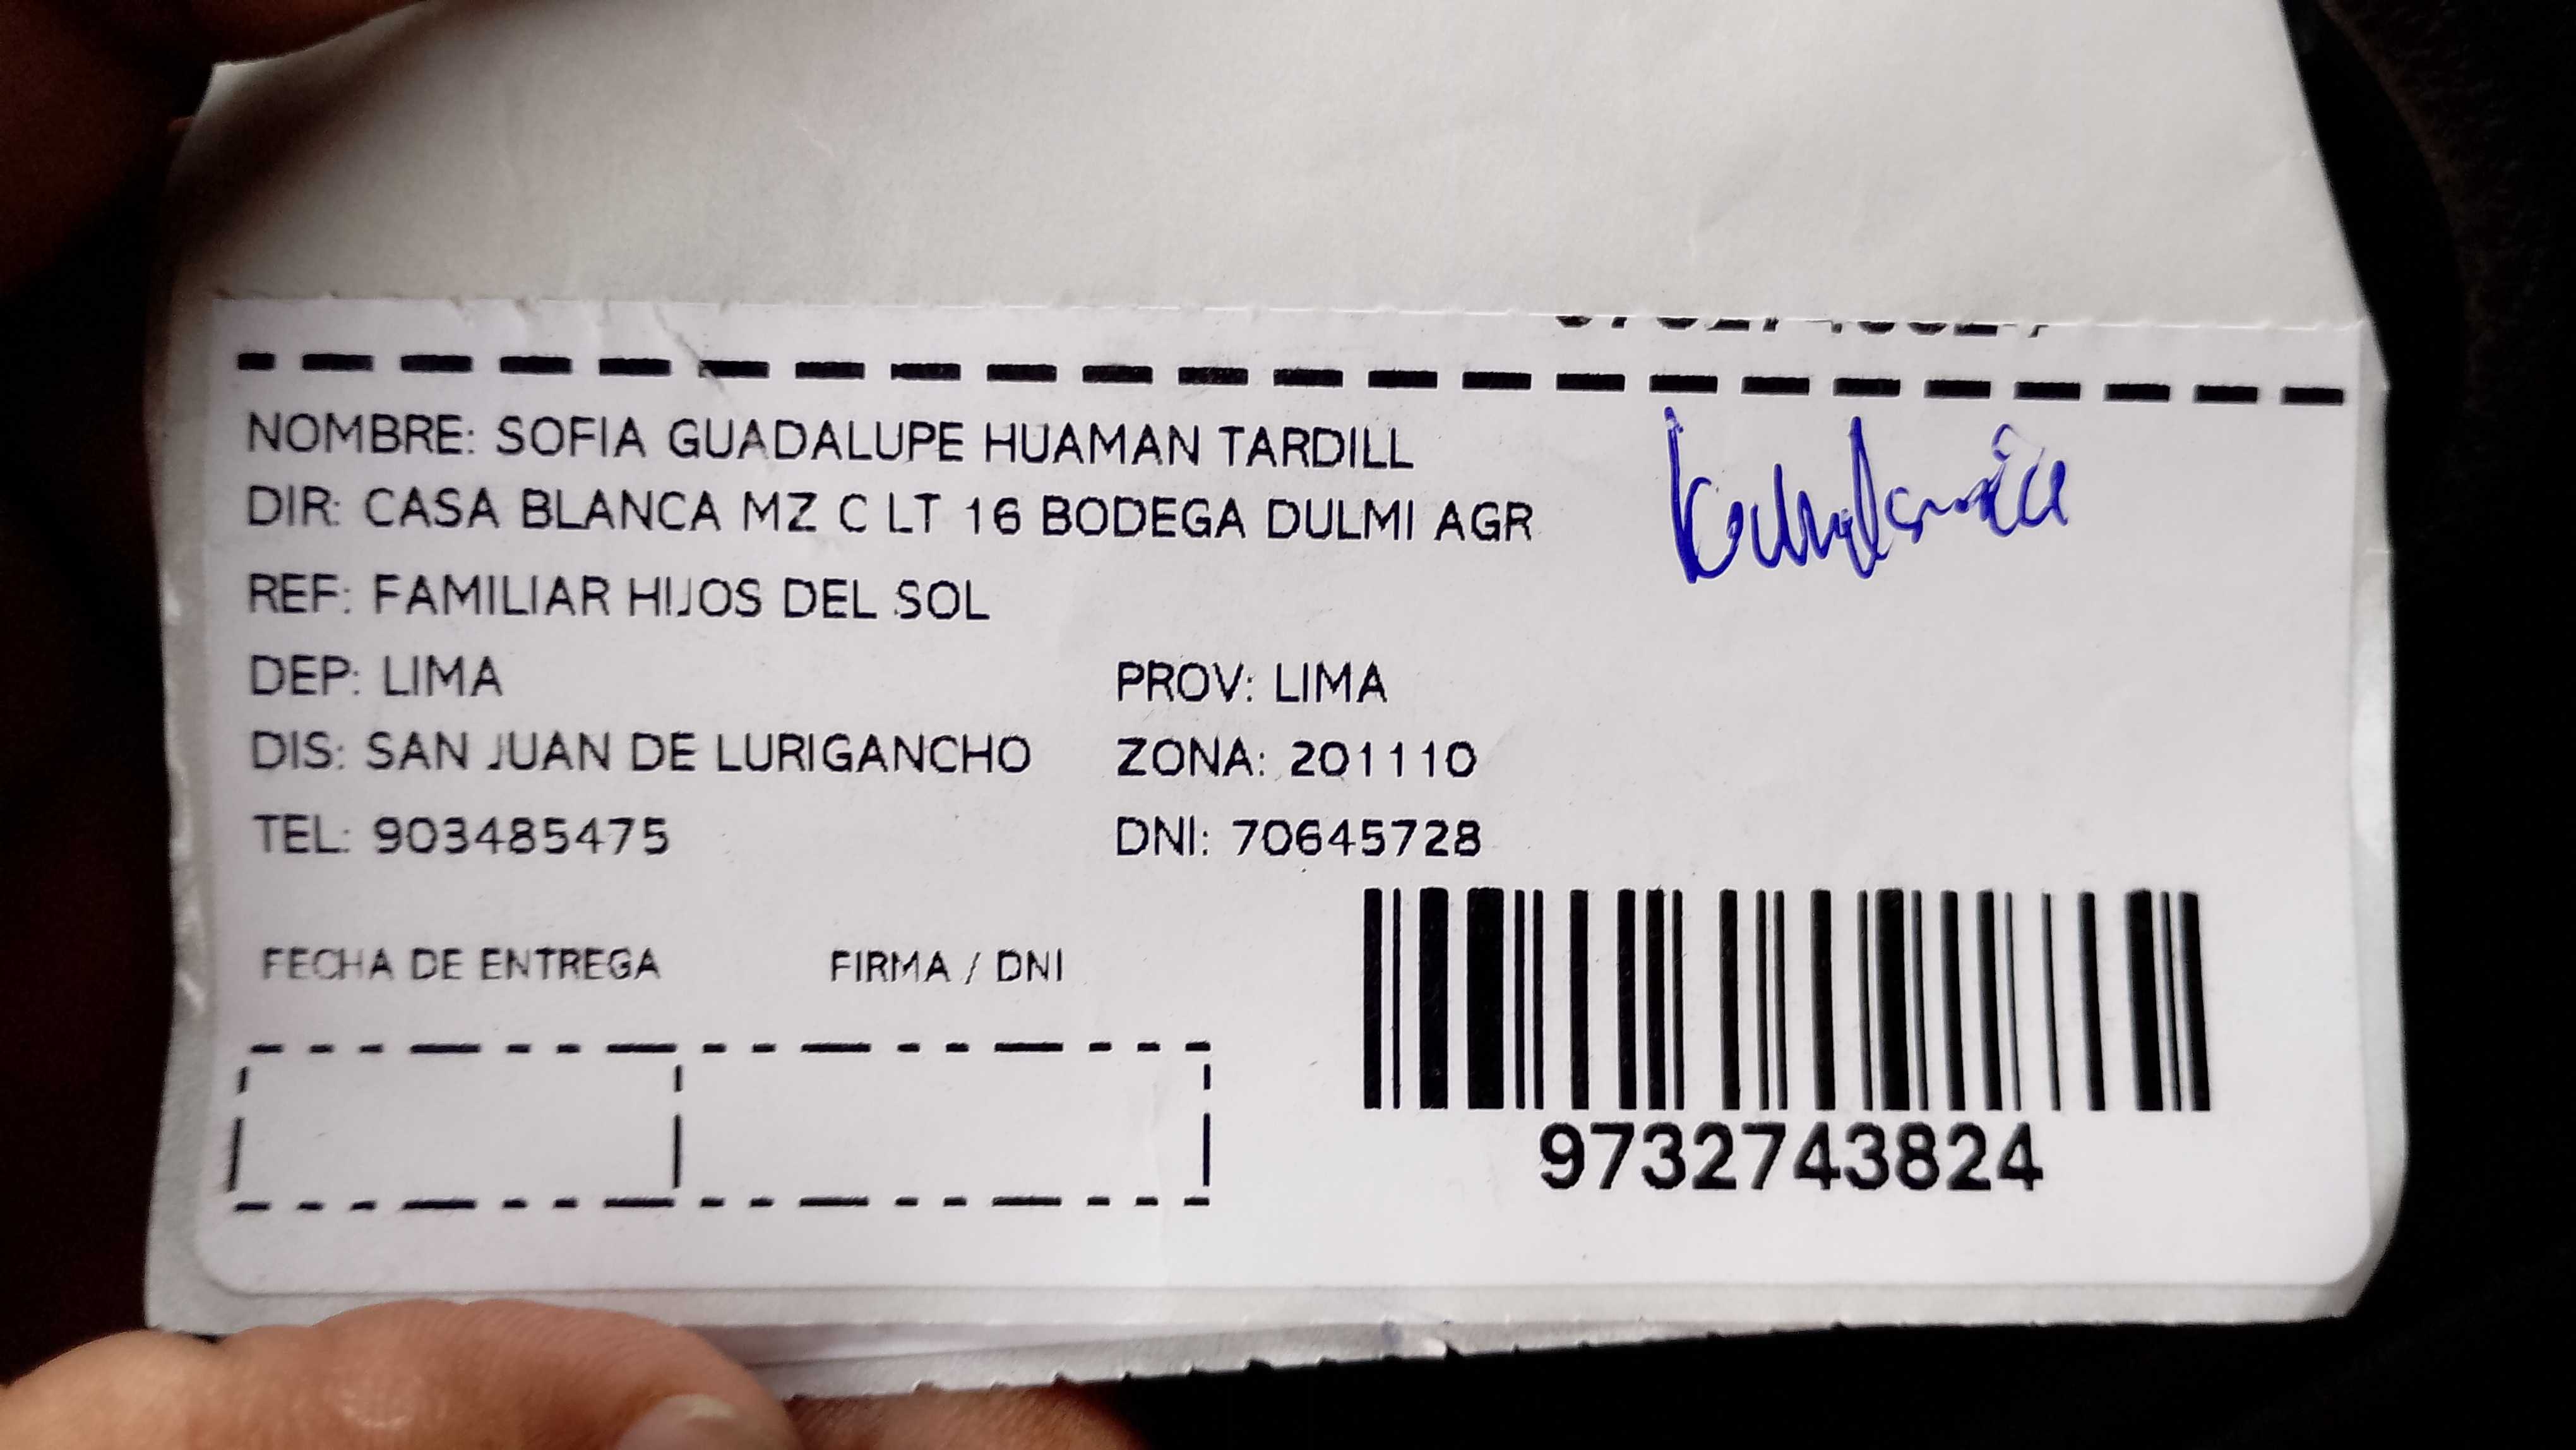 NOMBRE: SOFIA GUADALUPE HUAMAN TARDILL
DIR: CASA BLANCA MZ C LT 16 BODEGA DULMI AGR
REF: FAMILIAR HIJOS DEL SOL
DEP: LIMA PROV: LIMA
DIS: SAN JUAN DE LURIGANCHO ZONA: 201110
TEL: 903485475 DNI: 70645728
FECHA DE ENTREGA FIRMA / DNI
9732743824